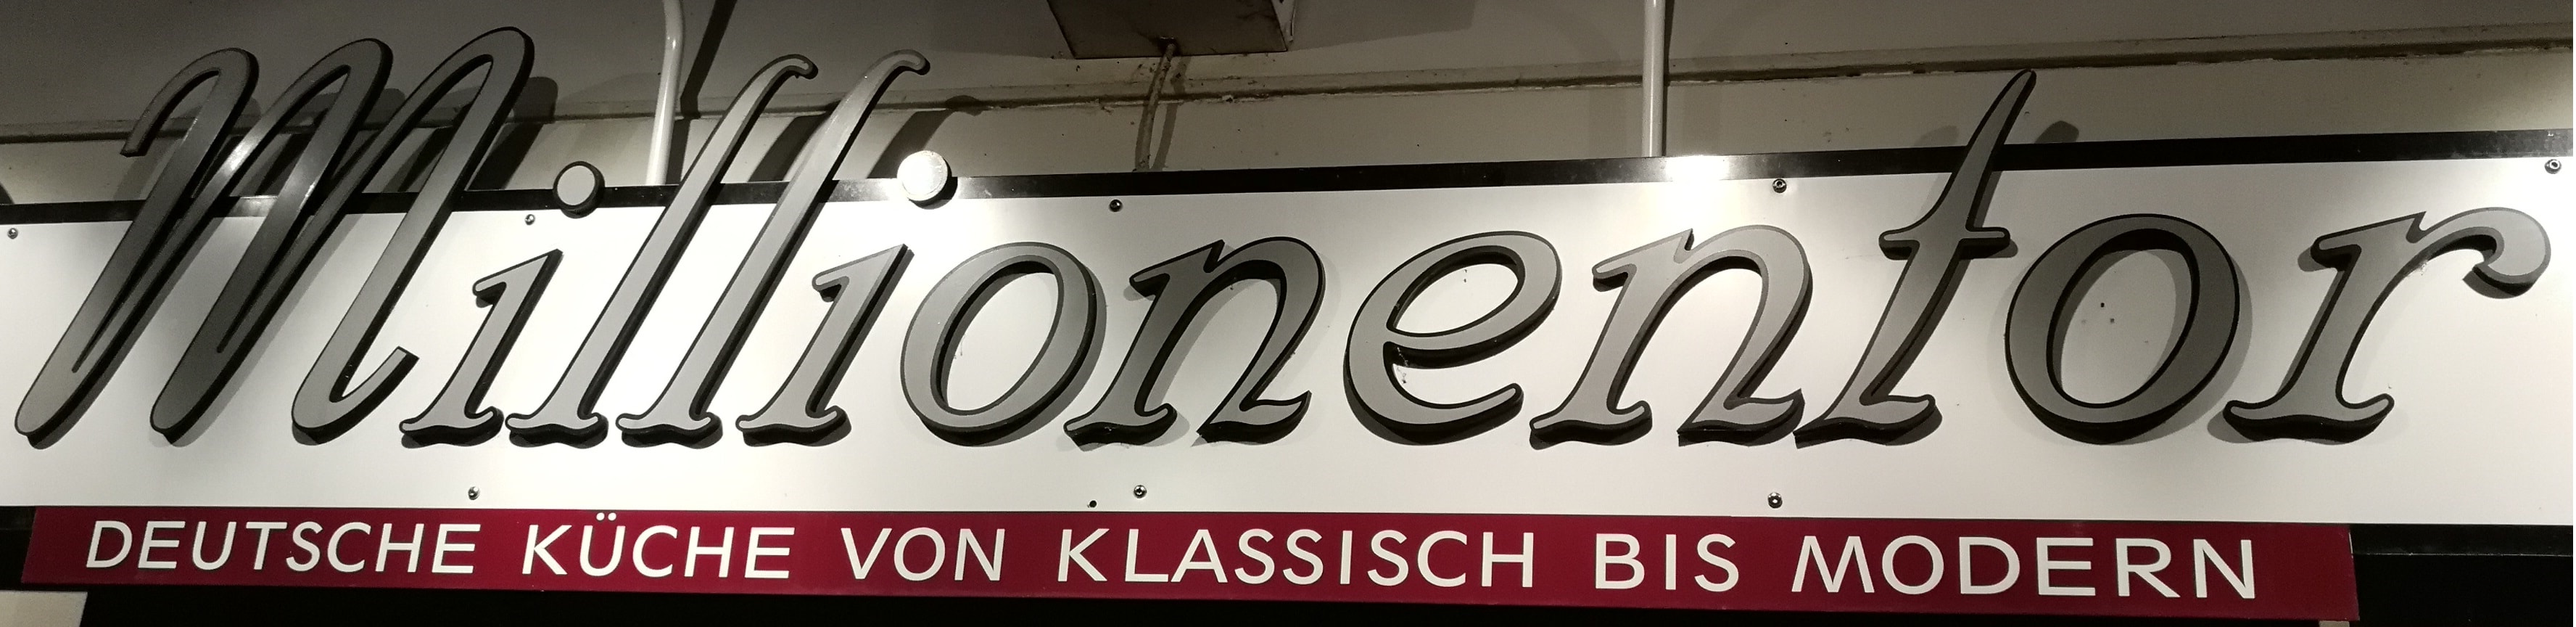 Millionentor
DEUTSCHE KÜCHE VON KLASSISCH BIS MODERN